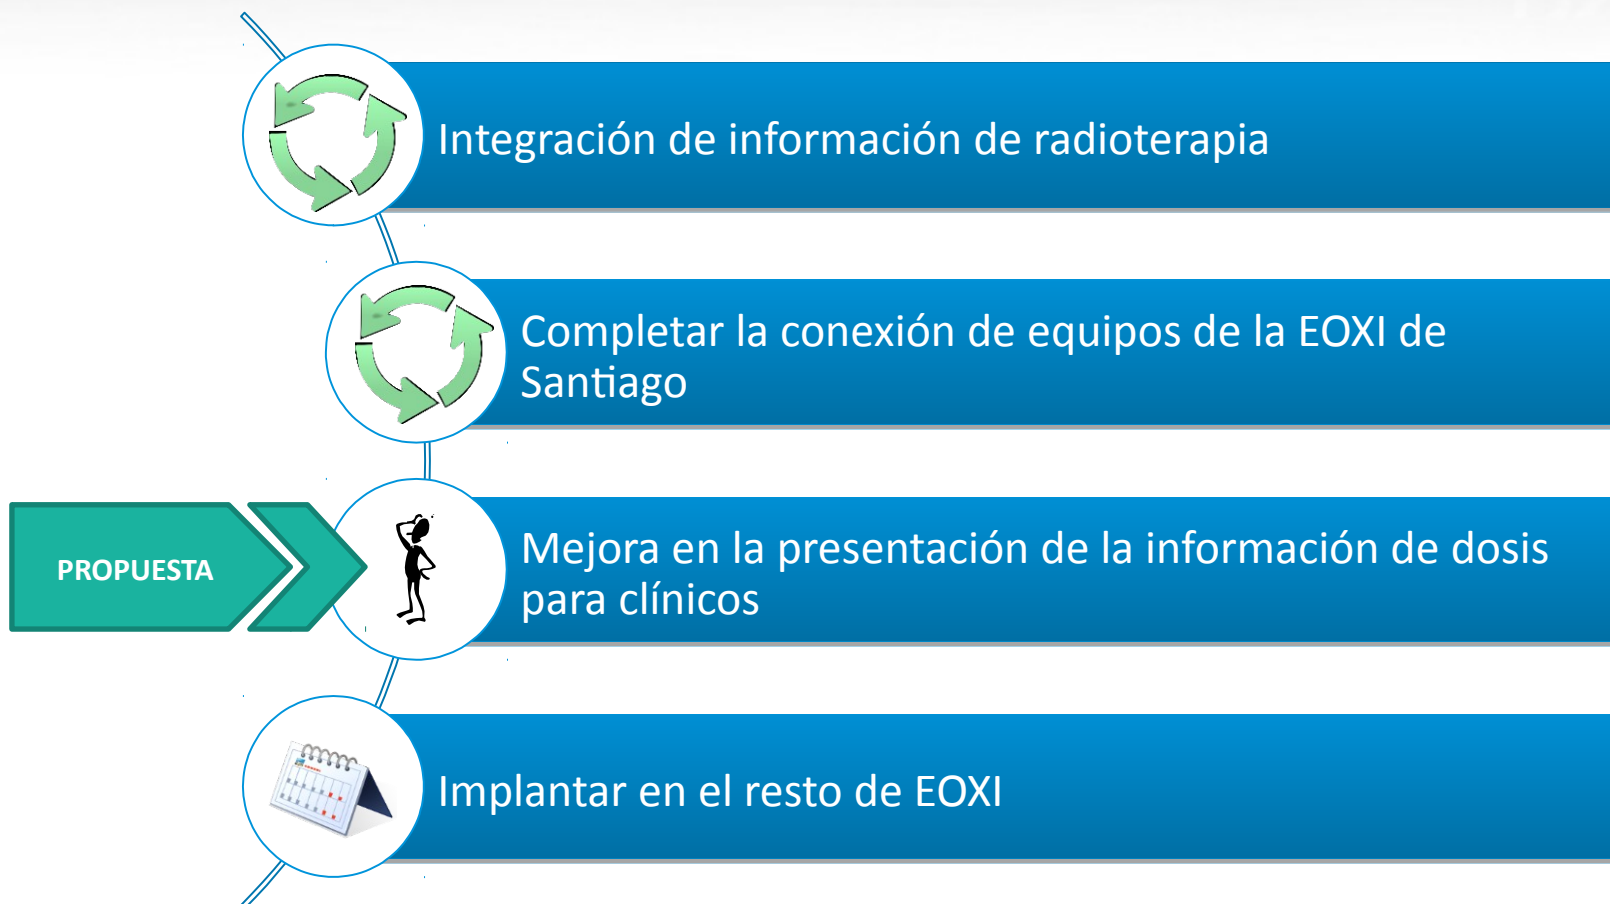 Integración de información de radioterapia
Completar la conexión de equipos de la EOXI de
Santiago
PROPUESTA
Mejora en la presentación de la información de dosis
para clínicos
Implantar en el resto de EOXI